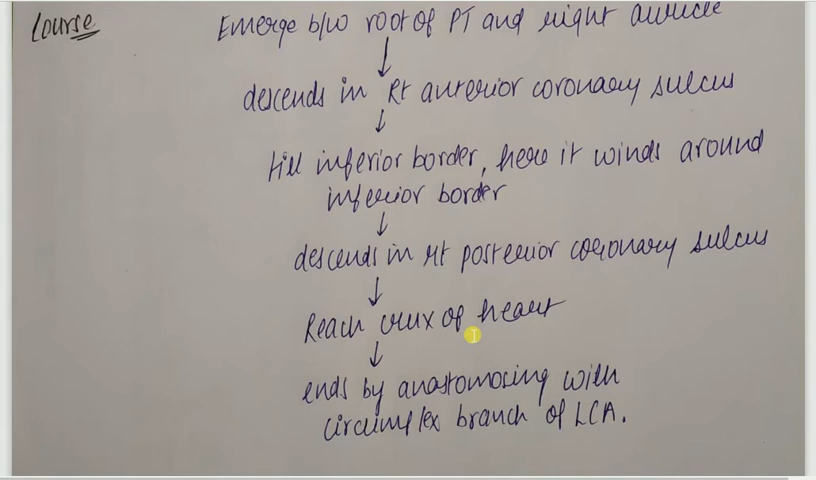 Course
Emerge b/w root of PT and right auricle
descends in Rt anterior coronary sulcus
till inferior border, here it winds around
inferior border
descends in rt posterior coronary sulcus
Reach crux of heart
ends by anastomosing with
circumflex branch of LCA.